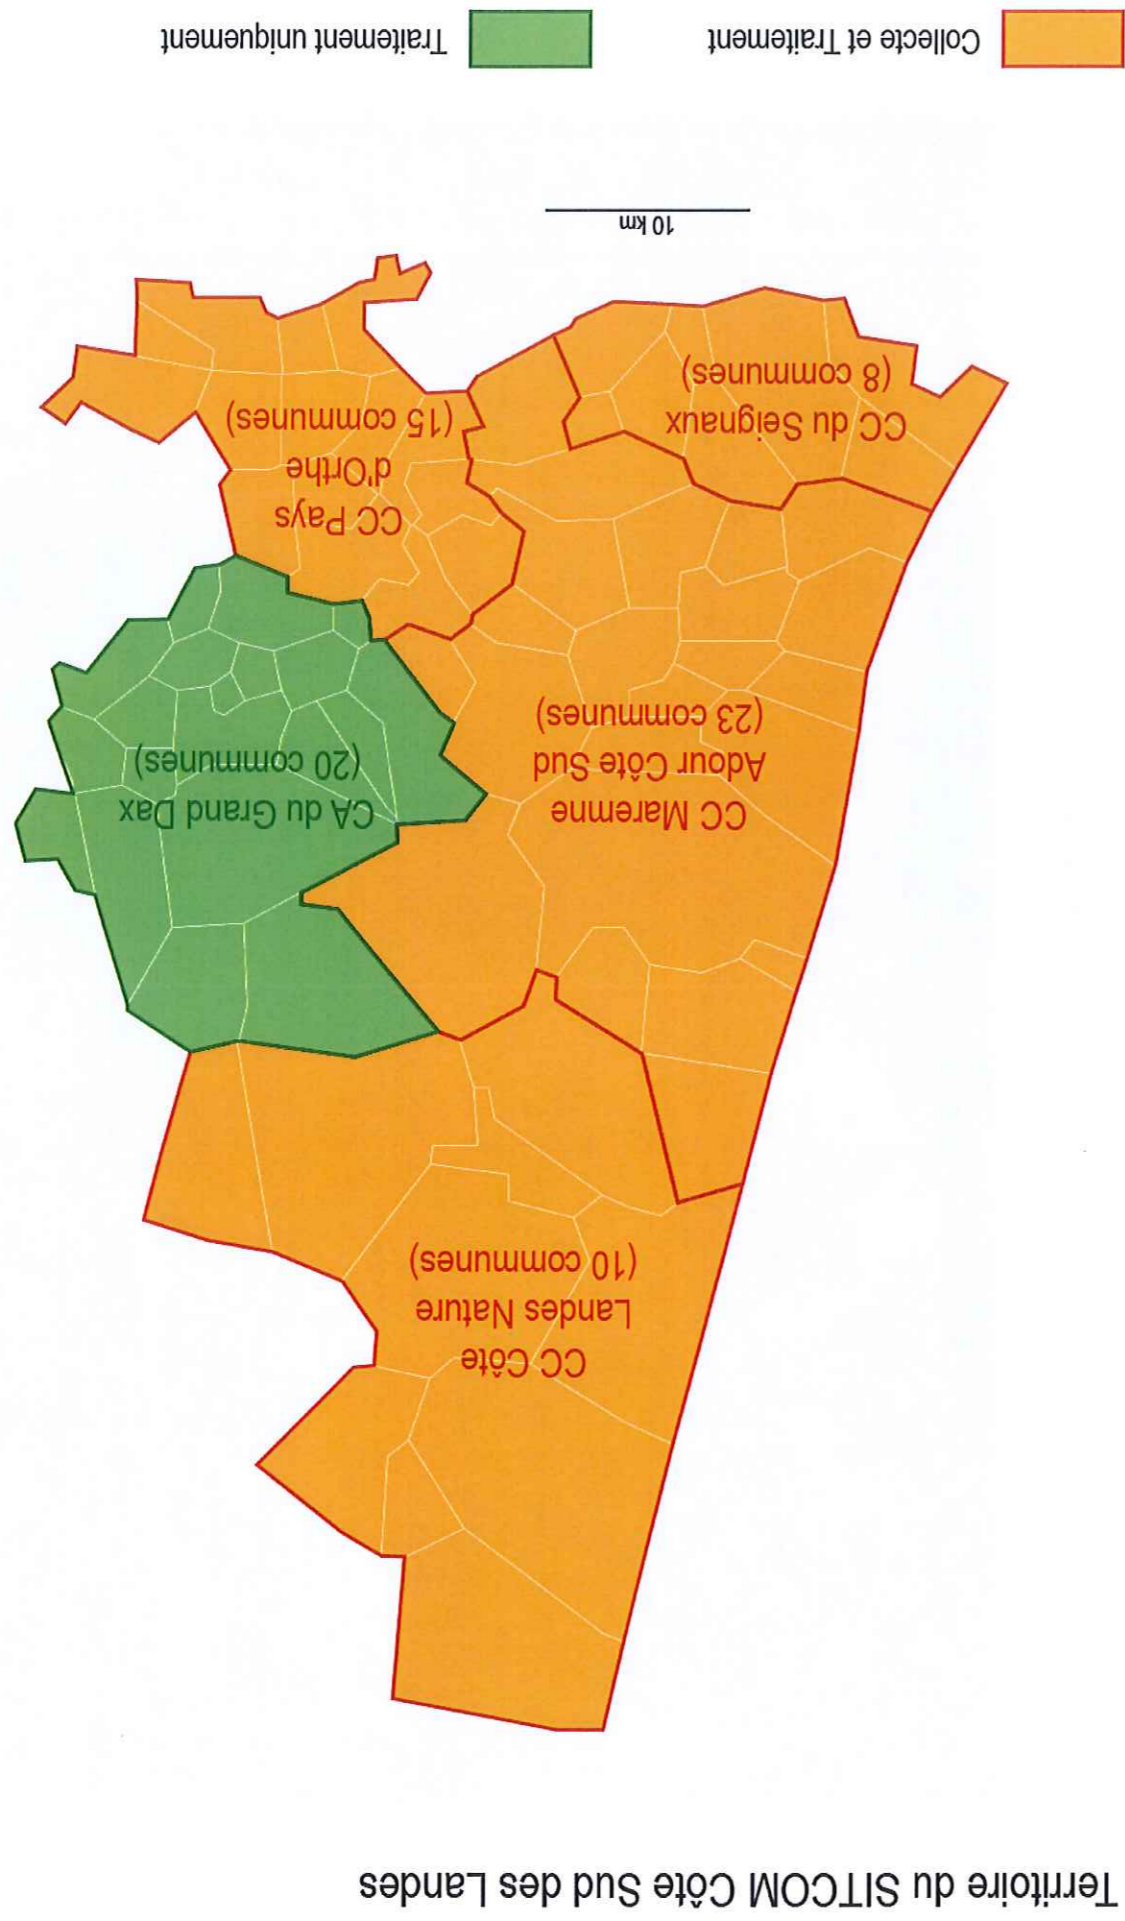 Territoire du SITCOM Côte Sud des Landes
CC Côte
Landes Nature
(10 communes)
CC Maremne
Adour Côte Sud
(23 communes)
CA du Grand Dax
(20 communes)
CC Pays
d'Orthe
(15 communes)
CC du Seignaux
(8 communes)
10 km
Collecte et Traitement
Traitement uniquement